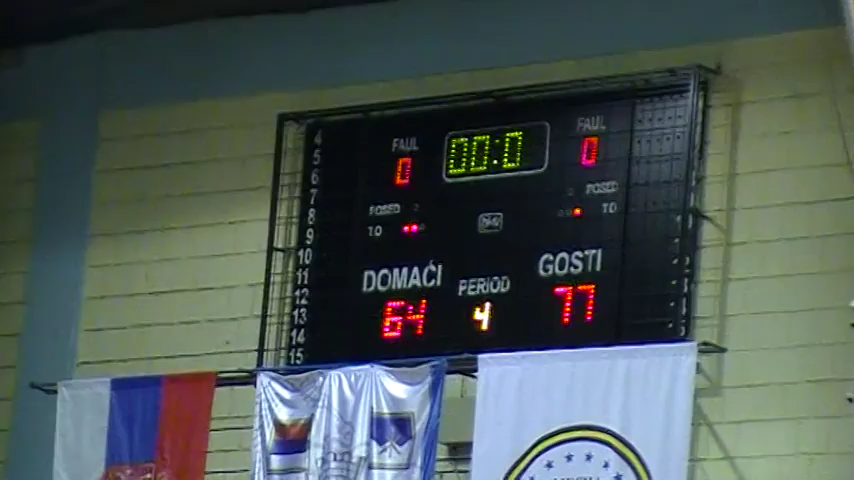 4
5
6
7
8
9
10
11
12
13
14
15
FAUL
0
00:0
FAUL
0
POSED
TO
POSED
TO
DOMAĆI
64
PERIOD
4
GOSTI
77